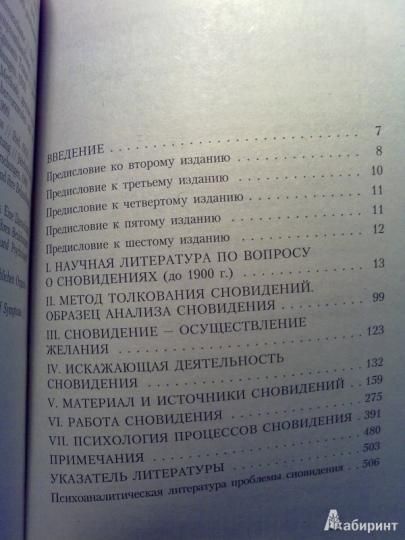 ВВЕДЕНИЕ 7
Предисловие ко второму изданию 8
Предисловие к третьему изданию 10
Предисловие к четвертому изданию 11
Предисловие к пятому изданию 11
Предисловие к шестому изданию 12
I. НАУЧНАЯ ЛИТЕРАТУРА ПО ВОПРОСУ
О СНОВИДЕНИЯХ (до 1900 г.) 13
II. МЕТОД ТОЛКОВАНИЯ СНОВИДЕНИЙ.
ОБРАЗЕЦ АНАЛИЗА СНОВИДЕНИЯ 99
III. СНОВИДЕНИЕ — ОСУЩЕСТВЛЕНИЕ
ЖЕЛАНИЯ 123
IV. ИСКАЖАЮЩАЯ ДЕЯТЕЛЬНОСТЬ
СНОВИДЕНИЯ 132
V. МАТЕРИАЛ И ИСТОЧНИКИ СНОВИДЕНИЙ 159
VI. РАБОТА СНОВИДЕНИЯ 275
VII. ПСИХОЛОГИЯ ПРОЦЕССОВ СНОВИДЕНИЯ 391
ПРИМЕЧАНИЯ 480
УКАЗАТЕЛЬ ЛИТЕРАТУРЫ 503
Психоаналитическая литература проблемы сновидения 506
Лабиринт